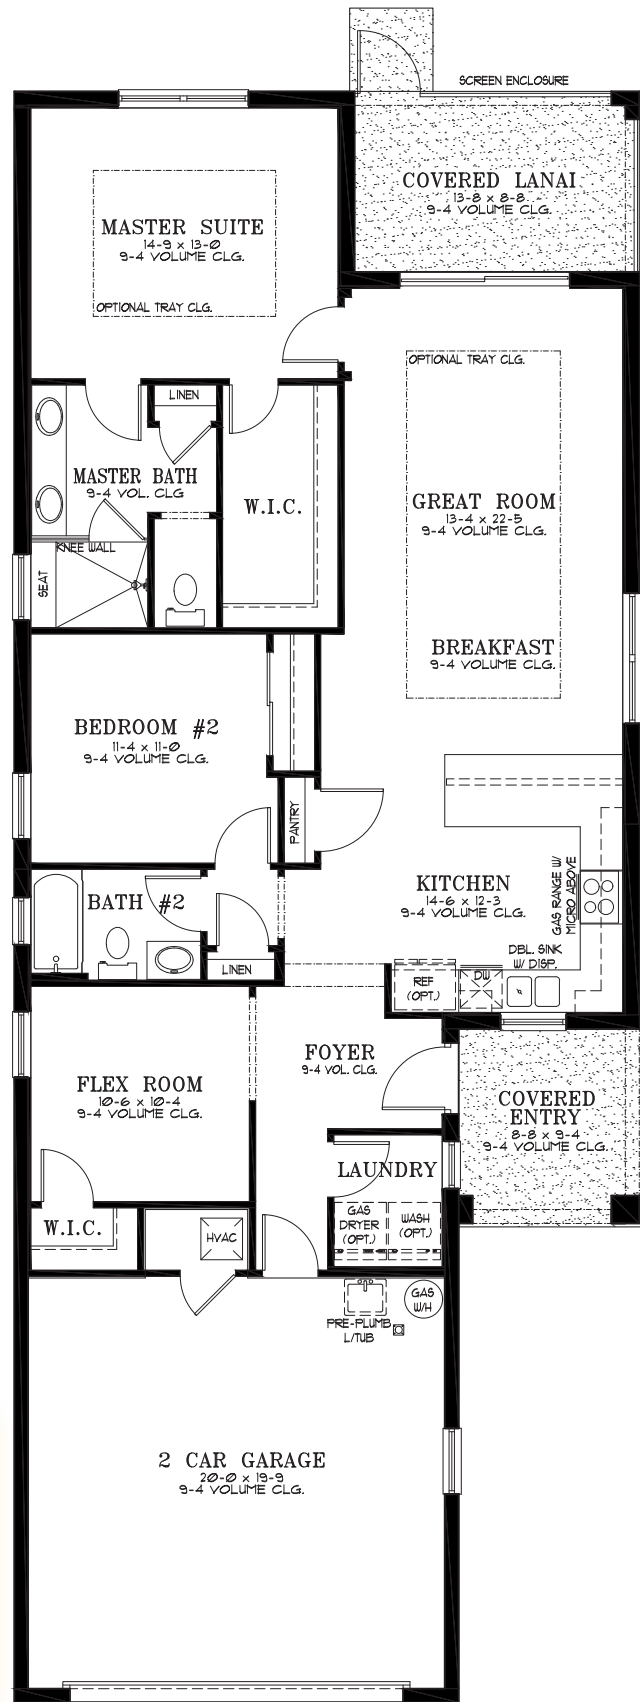 SCREEN ENCLOSURE
COVERED LANAI
13-8 x 8-8
9-4 VOLUME CLG.
MASTER SUITE
14-9 x 13-0
9-4 VOLUME CLG.
OPTIONAL TRAY CLG.
OPTIONAL TRAY CLG.
LINEN
MASTER BATH
9-4 VOL. CLG
W.I.C.
GREAT ROOM
13-4 x 22-5
9-4 VOLUME CLG.
KNEE WALL
SEAT
BREAKFAST
9-4 VOLUME CLG.
BEDROOM #2
11-4 x 11-0
9-4 VOLUME CLG.
PANTRY
KITCHEN
14-6 x 12-3
9-4 VOLUME CLG.
GAS RANGE W/
MICRO ABOVE
BATH #2
LINEN
DBL. SINK
W/ DISP.
REF
(OPT.)
DW
FOYER
9-4 VOL. CLG.
FLEX ROOM
10-6 x 10-4
9-4 VOLUME CLG.
COVERED
ENTRY
8-8 x 9-4
9-4 VOLUME CLG.
LAUNDRY
W.I.C.
HVAC
GAS
DRYER
(OPT.)
WASH
(OPT.)
GAS
W/H
PRE-PLUMB
L/TUB
2 CAR GARAGE
20-0 x 19-9
9-4 VOLUME CLG.